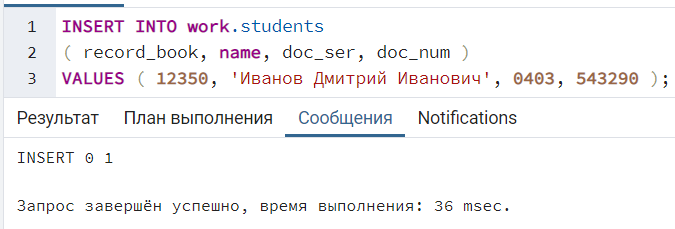 1 INSERT INTO work.students
2 ( record_book, name, doc_ser, doc_num )
3 VALUES ( 12350, 'Иванов Дмитрий Иванович', 0403, 543290 );
Результат План выполнения Сообщения Notifications
INSERT 0 1
Запрос завершён успешно, время выполнения: 36 msec.